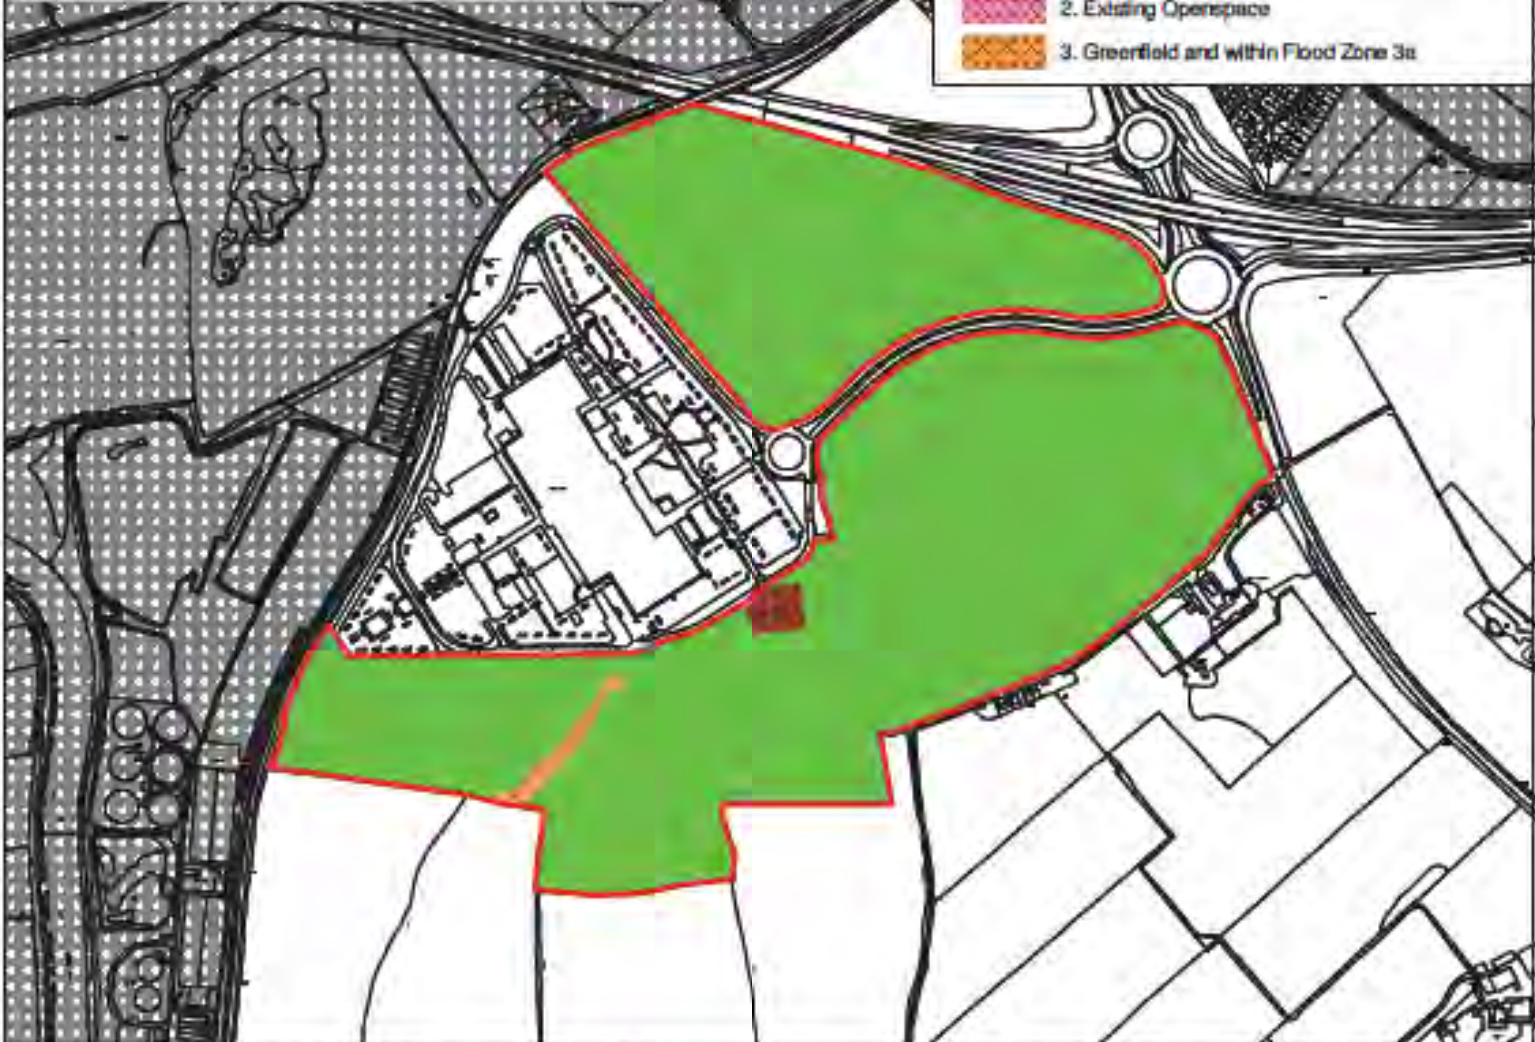 2. Existing Openspace
3. Greenfield and within Flood Zone 3a